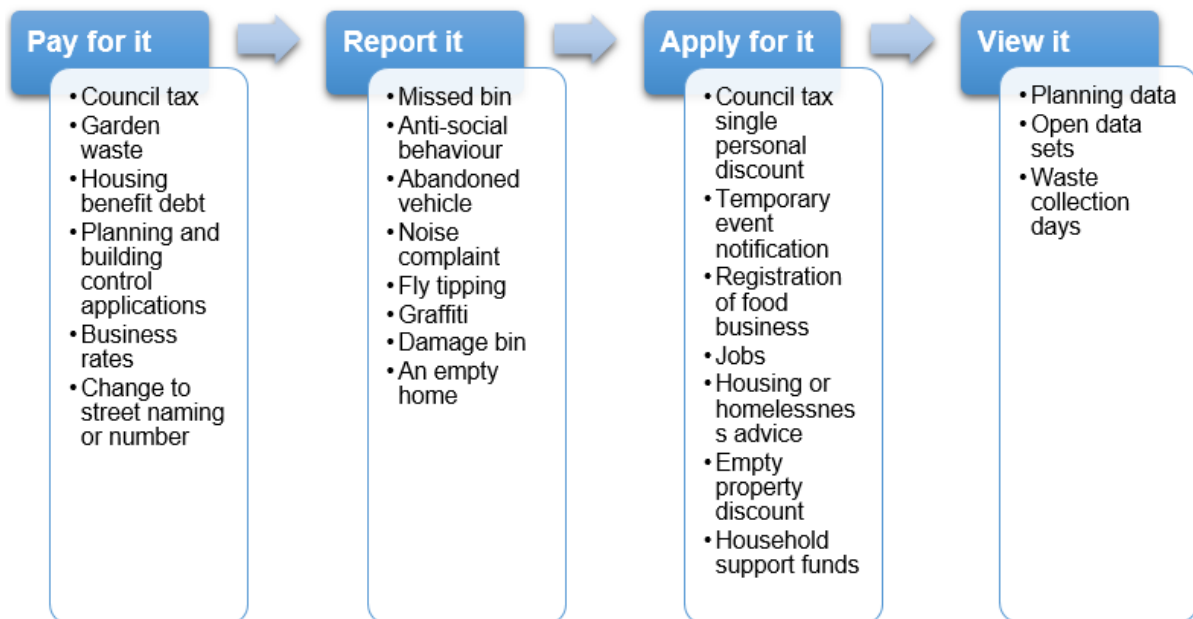 Pay for it
• Council tax
• Garden
waste
• Housing
benefit debt
• Planning and
building
control
applications
• Business
rates
• Change to
street naming
or number
Report it
• Missed bin
• Anti-social
behaviour
• Abandoned
vehicle
• Noise
complaint
• Fly tipping
• Graffiti
• Damage bin
• An empty
home
Apply for it
• Council tax
single
personal
discount
• Temporary
event
notification
• Registration
of food
business
• Jobs
• Housing or
homelessnes
s advice
• Empty
property
discount
• Household
support funds
View it
• Planning data
• Open data
sets
• Waste
collection
days